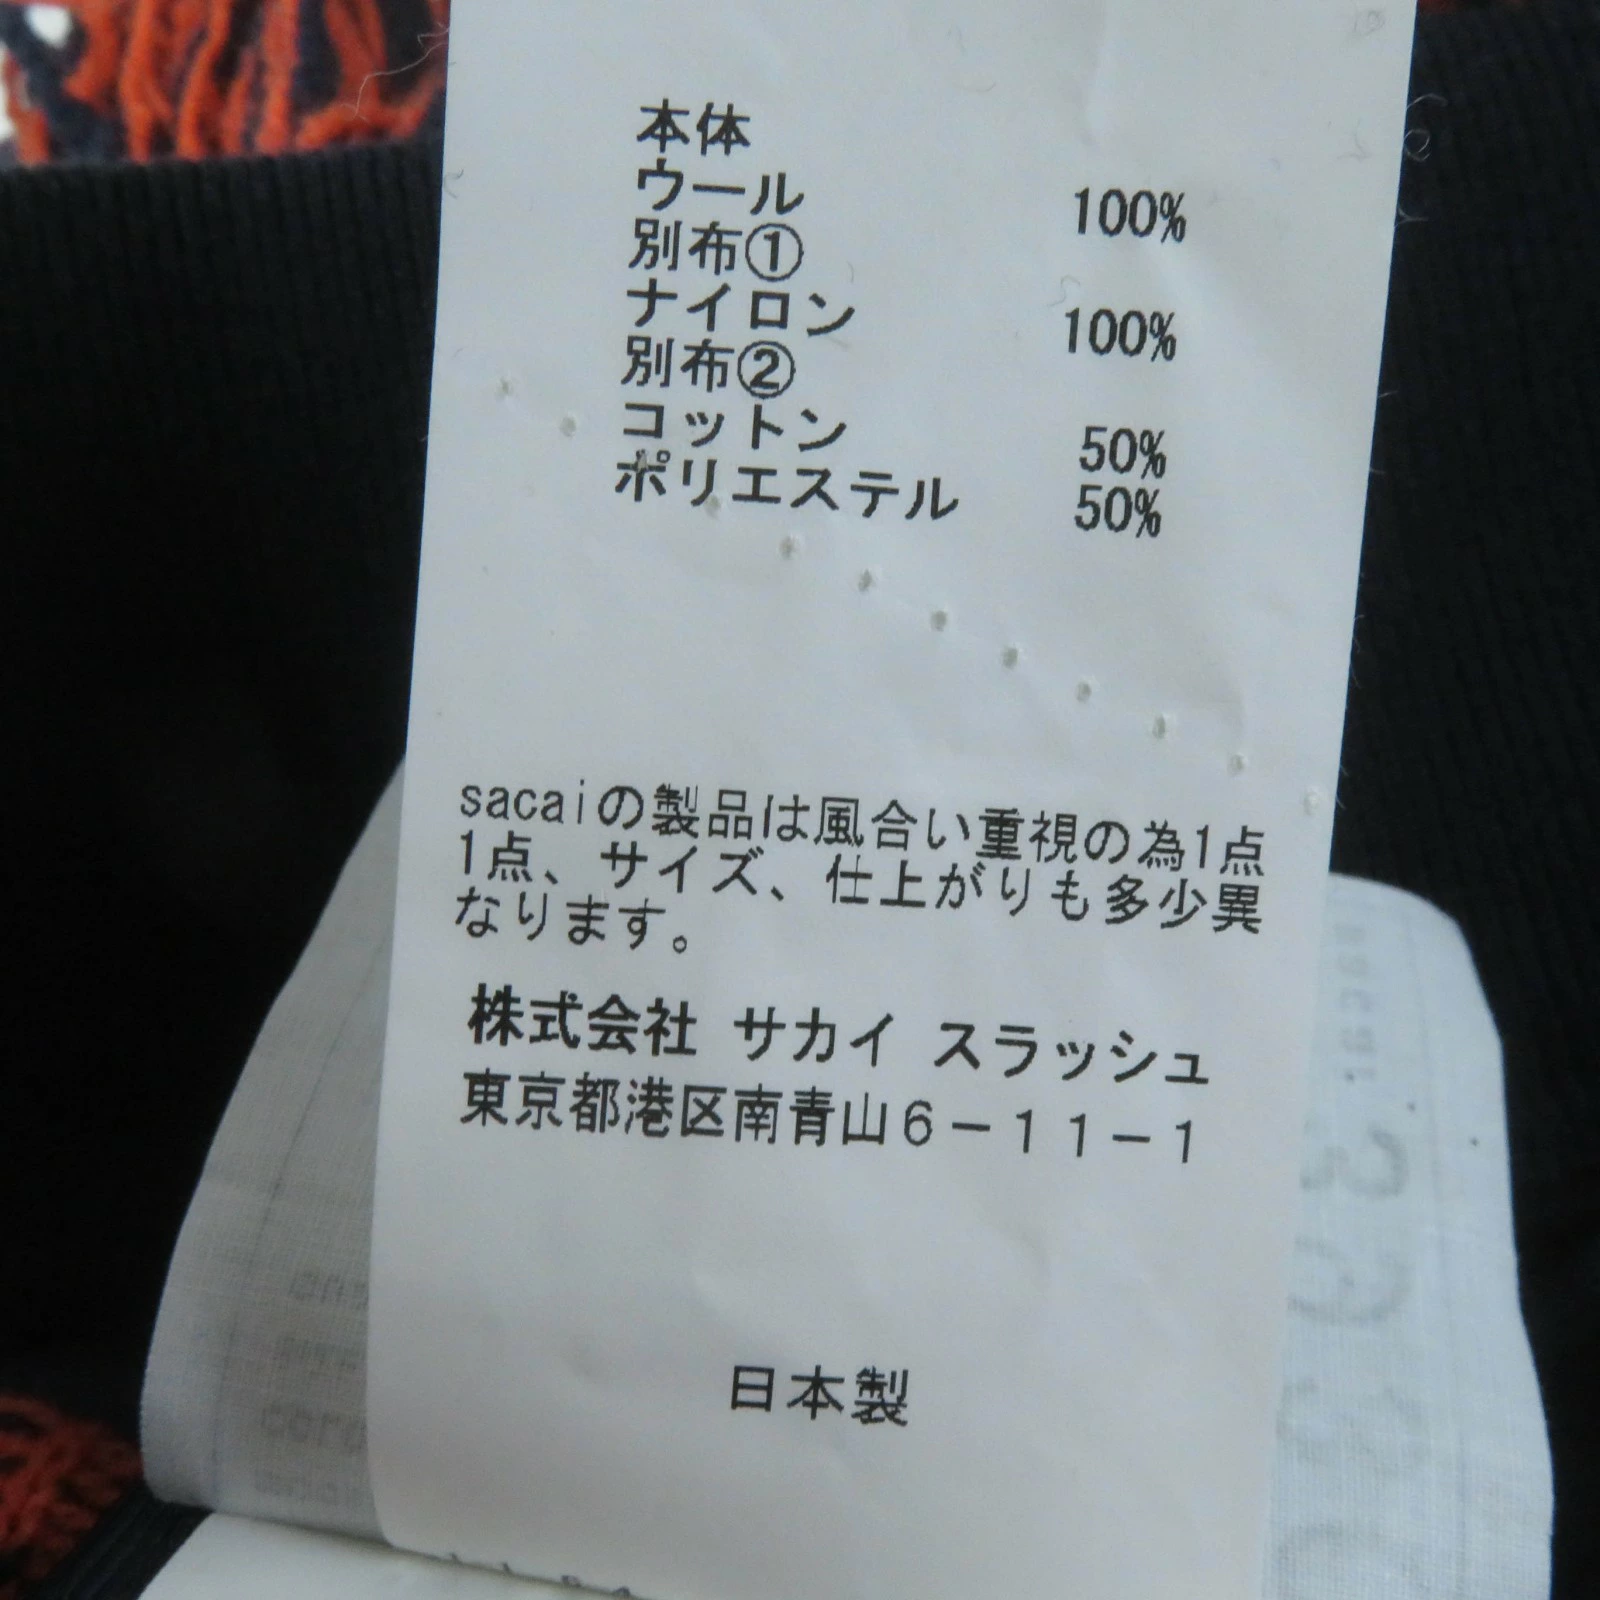 本体
ウール 100%
別布①
ナイロン 100%
別布②
コットン 50%
ポリエステル 50%
sacaiの製品は風合い重視の為1点
1点、サイズ、仕上がりも多少異
なります。
株式会社 サカイ スラッシュ
東京都港区南青山6-11-1
日本製